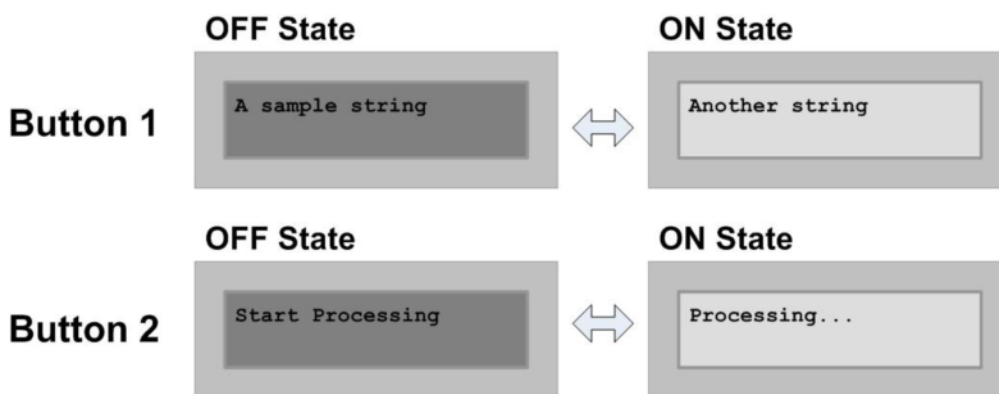 OFF State
ON State
Button 1
A sample string
Another string
OFF State
ON State
Button 2
Start Processing
Processing...